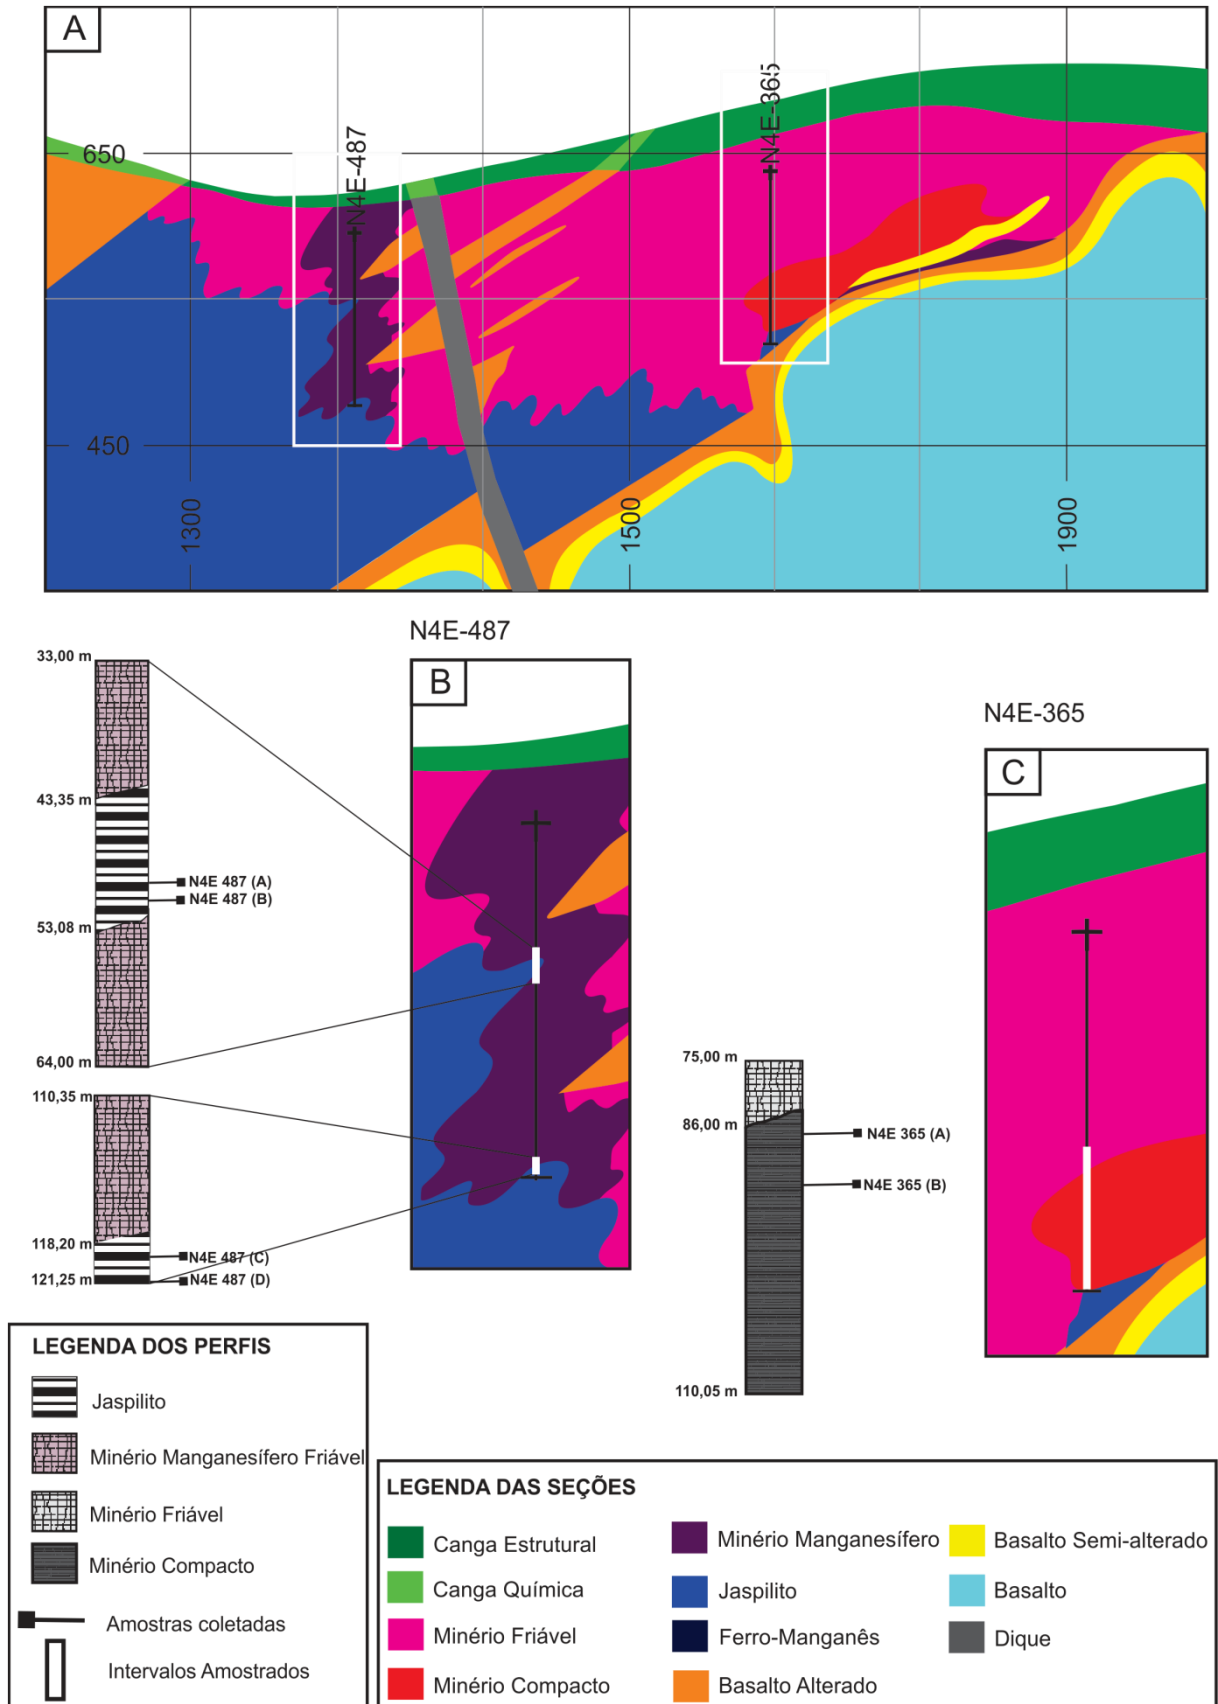 A
N4E-487
N4E-365
650
450
1300
1500
1900
N4E-487
33,00 m
B
43,35 m
N4E 487 (A)
N4E 487 (B)
53,08 m
64,00 m
110,35 m
118,20 m
N4E 487 (C)
121,25 m
N4E 487 (D)
N4E-365
C
75,00 m
86,00 m
N4E 365 (A)
N4E 365 (B)
110,05 m
LEGENDA DOS PERFIS
Jaspilito
Minério Manganesífero Friável
Minério Friável
Minério Compacto
Amostras coletadas
Intervalos Amostrados
LEGENDA DAS SEÇÕES
Canga Estrutural
Canga Química
Minério Friável
Minério Compacto
Minério Manganesífero
Jaspilito
Ferro-Manganês
Basalto Alterado
Basalto Semi-alterado
Basalto
Dique